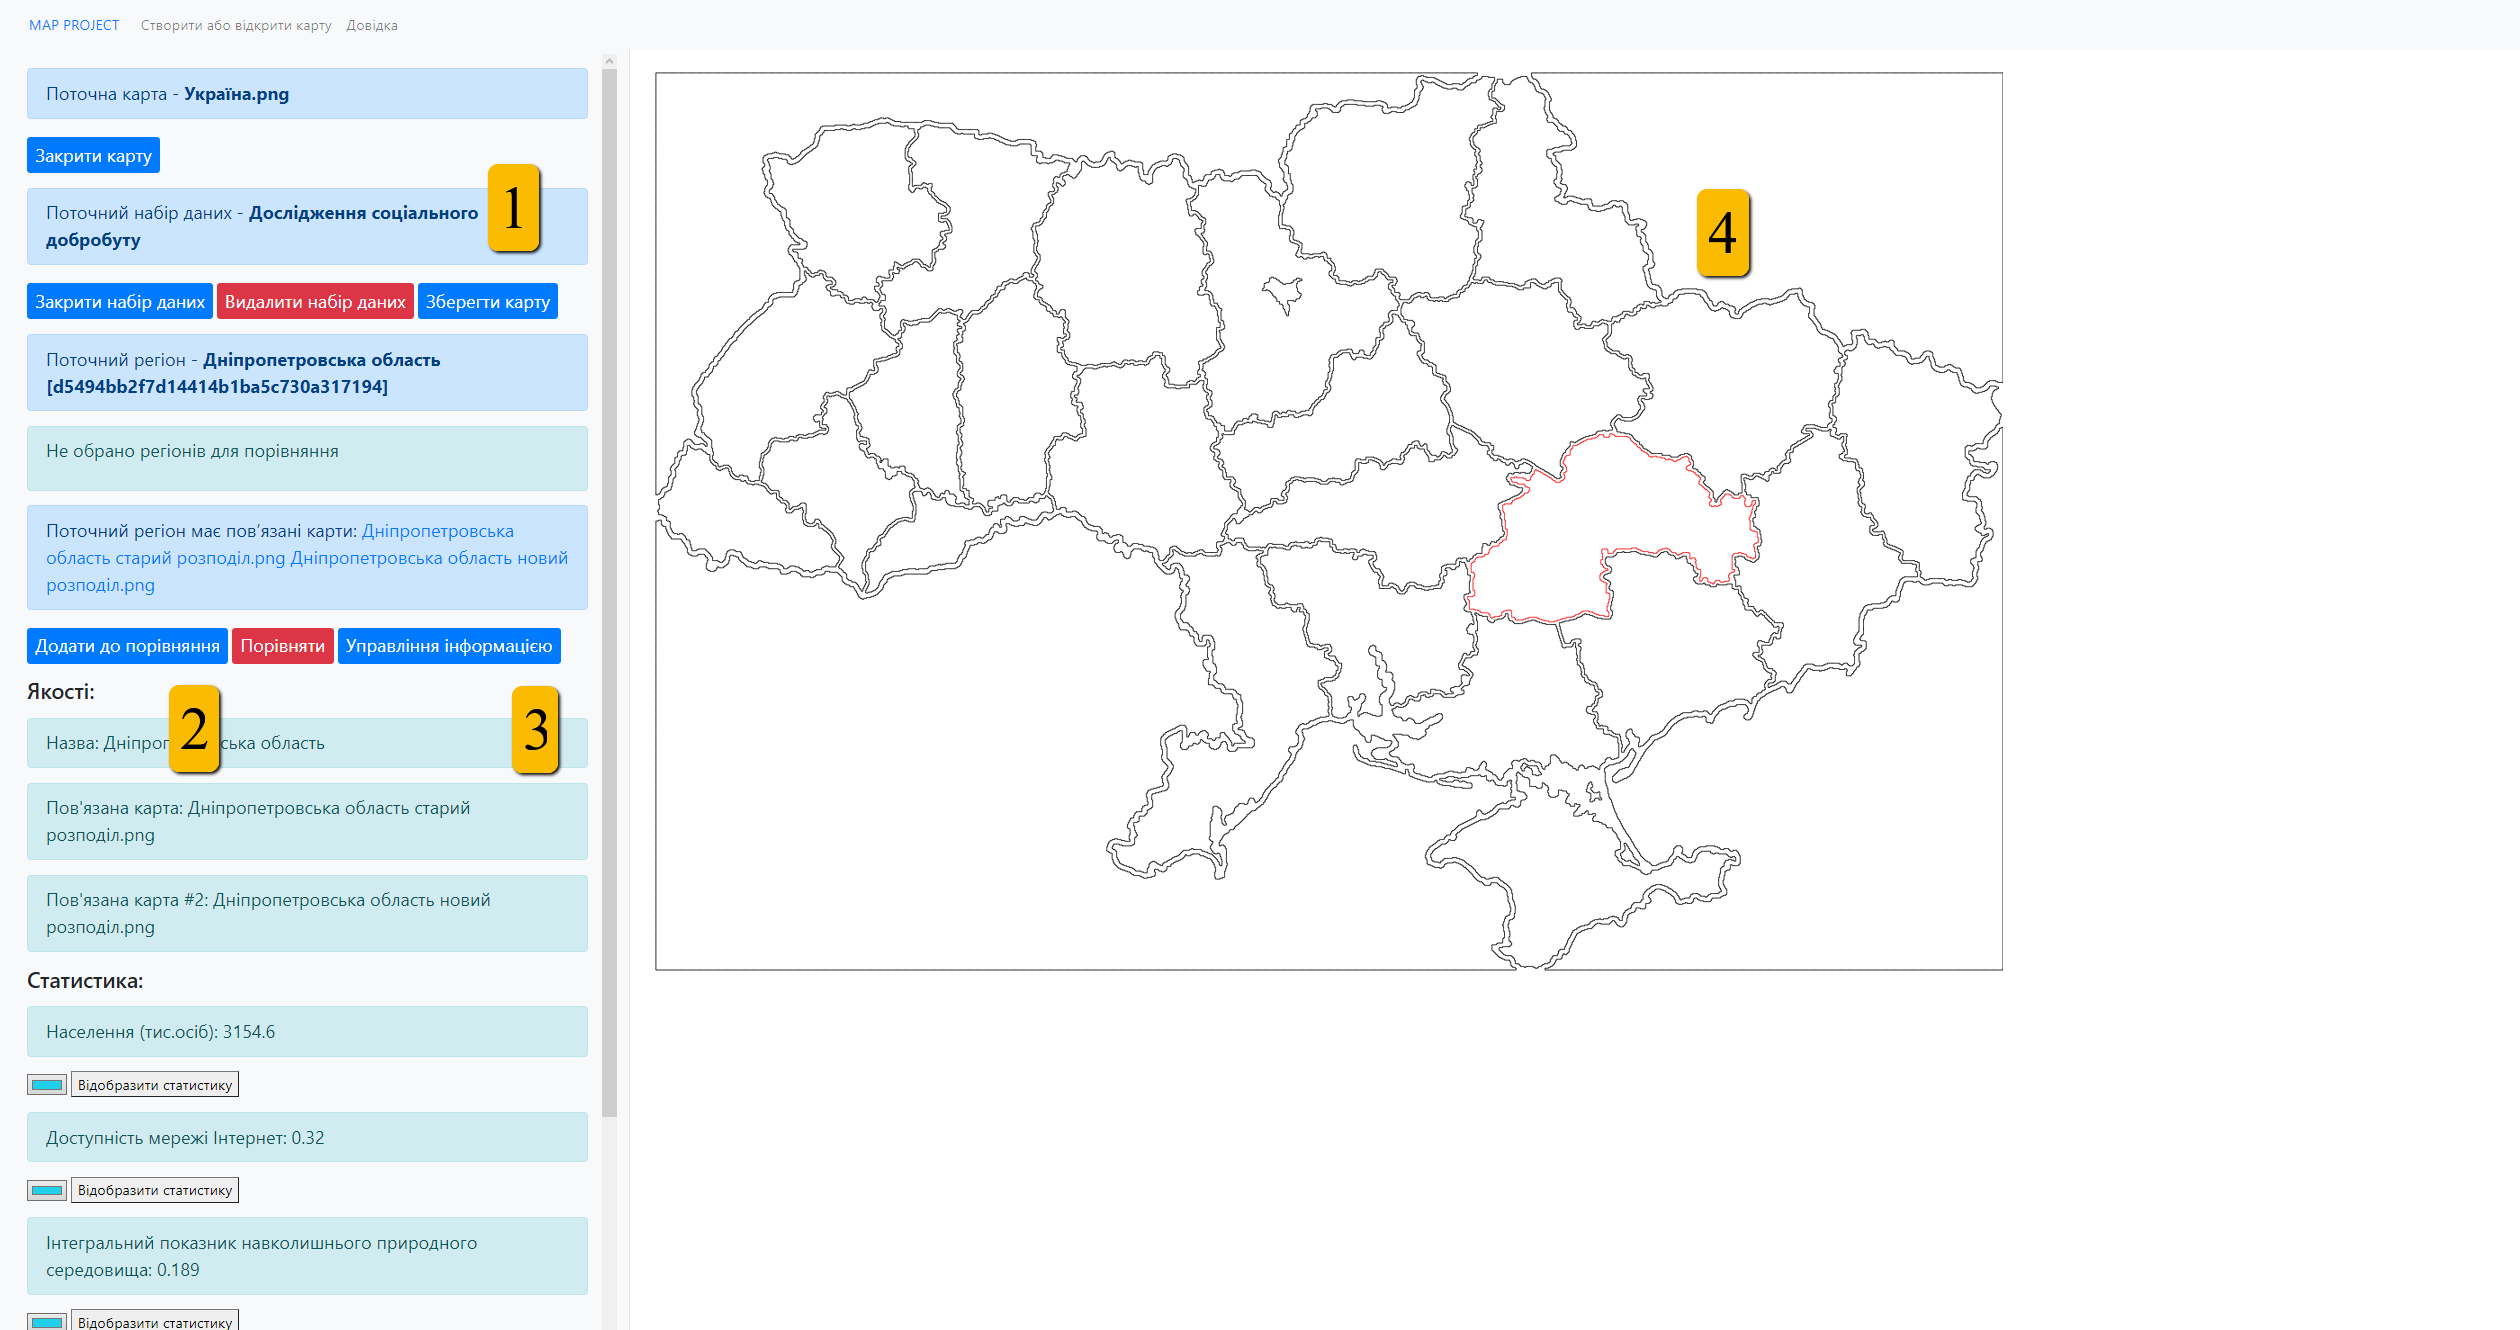 MAP PROJECT Створити або відкрити карту Довідка
Поточна карта - Україна.png
Закрити карту
1
Поточний набір даних - Дослідження соціального
добробуту
Закрити набір даних Видалити набір даних Зберегти карту
Поточний регіон - Дніпропетровська область
[d5494bb2f7d14414b1ba5c730a317194]
Не обрано регіонів для порівняння
Поточний регіон має пов’язані карти: Дніпропетровська
область старий розподіл.png Дніпропетровська область новий
розподіл.png
Додати до порівняння Порівняти Управління інформацією
Якості:
2
3
Назва: Дніпроп ська область
Пов'язана карта: Дніпропетровська область старий
розподіл.png
Пов'язана карта #2: Дніпропетровська область новий
розподіл.png
Статистика:
Населення (тис.осіб): 3154.6
Відобразити статистику
Доступність мережі Інтернет: 0.32
Відобразити статистику
Інтегральний показник навколишнього природного
середовища: 0.189
Відобразити статистику
4